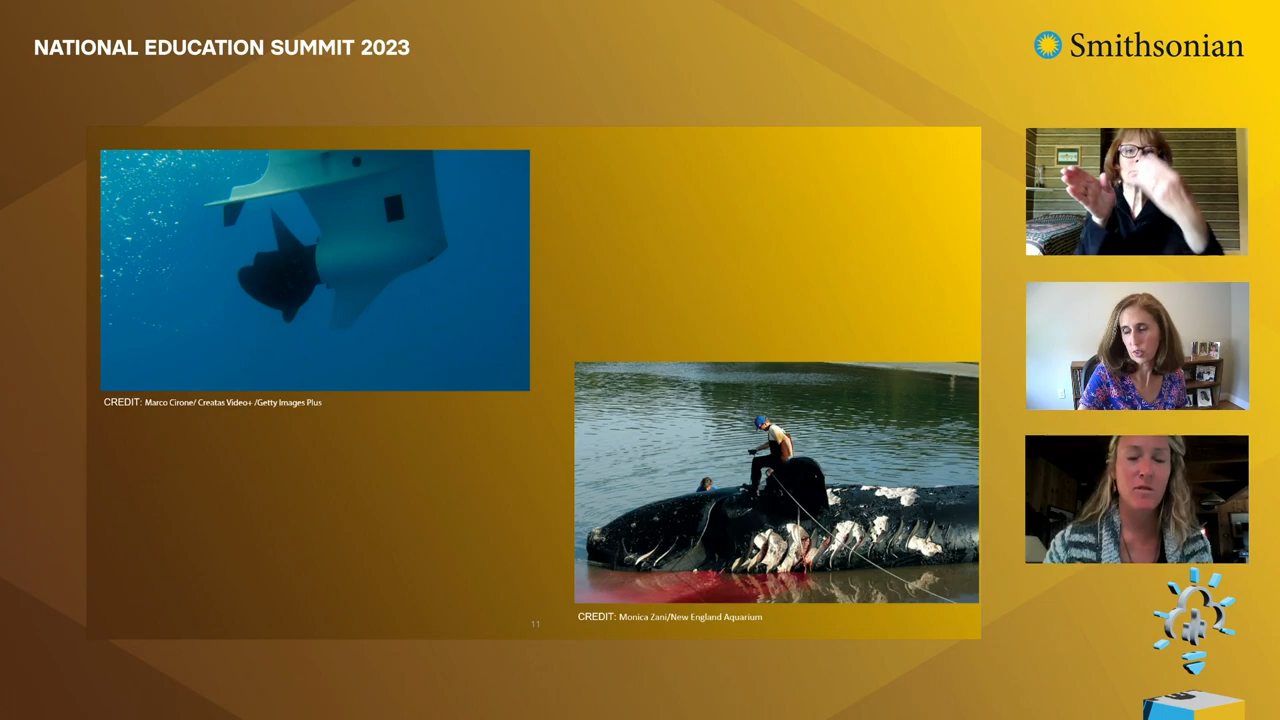 NATIONAL EDUCATION SUMMIT 2023
Smithsonian
CREDIT: Marco Cirone/ Creatas Video+ /Getty Images Plus
CREDIT: Monica Zani/New England Aquarium
11